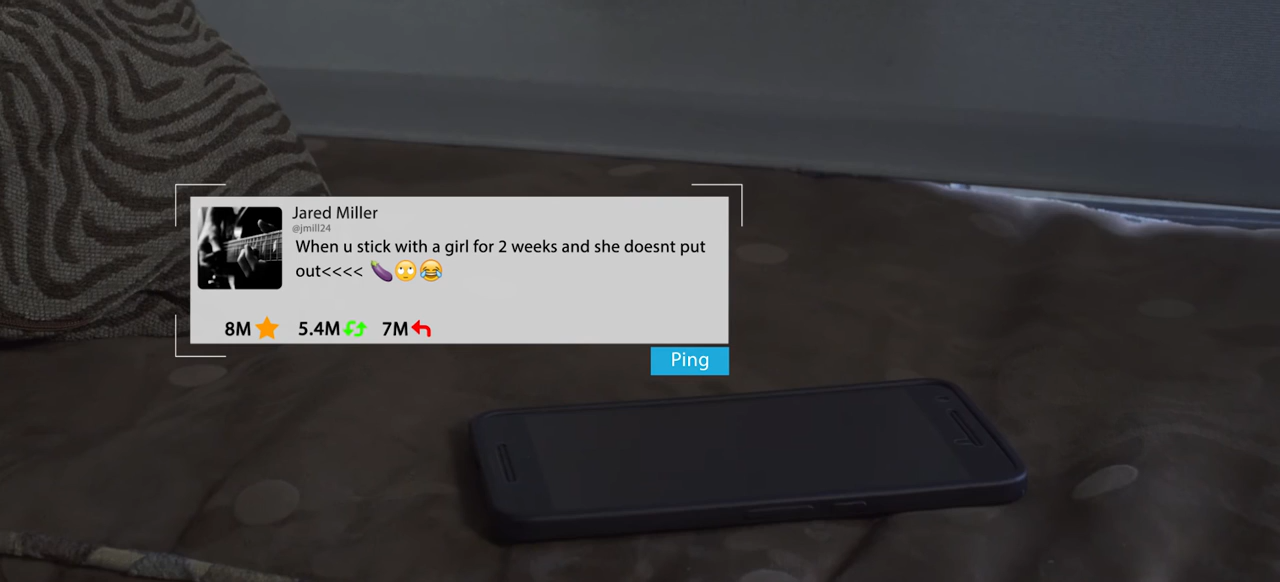 Jared Miller
@jmill24
When u stick with a girl for 2 weeks and she doesnt put
out<<<< 🍆🙄😂
8M 5.4M 7M
Ping